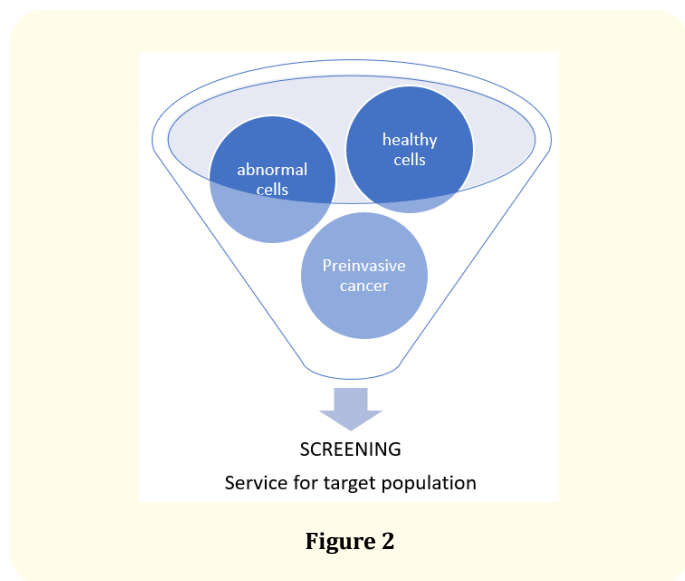 healthy
cells
abnormal
cells
Preinvasive
cancer
SCREENING
Service for target population
Figure 2